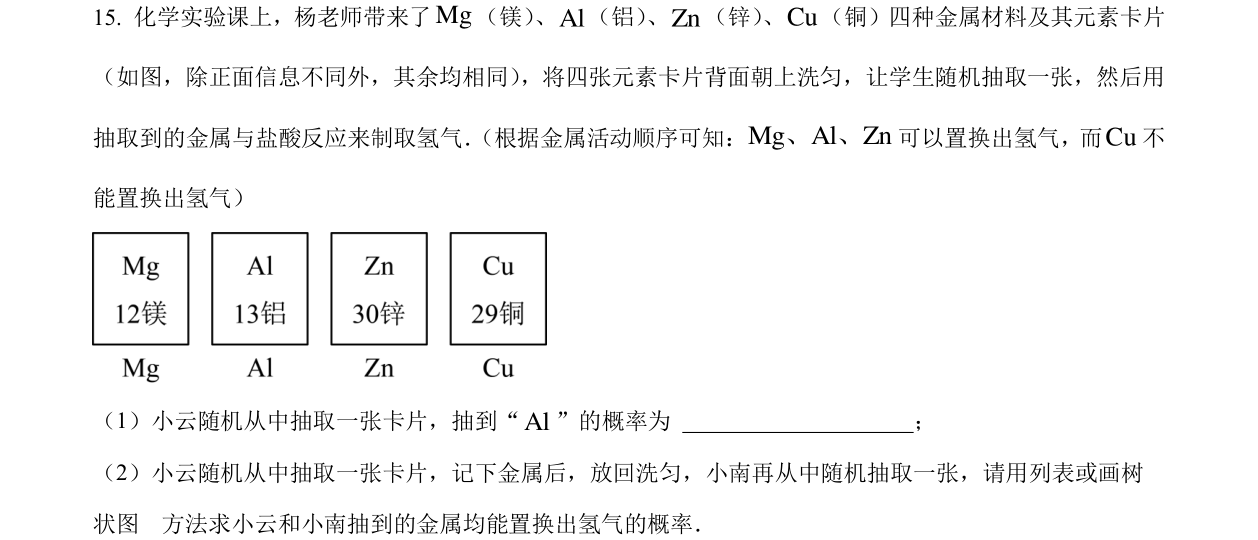 15. 化学实验课上，杨老师带来了Mg（镁）、Al（铝）、Zn（锌）、Cu（铜）四种金属材料及其元素卡片
（如图，除正面信息不同外，其余均相同），将四张元素卡片背面朝上洗匀，让学生随机抽取一张，然后用
抽取到的金属与盐酸反应来制取氢气．（根据金属活动顺序可知：Mg、Al、Zn可以置换出氢气，而Cu不
能置换出氢气）
Mg Al Zn Cu
12镁 13铝 30锌 29铜
Mg Al Zn Cu
（1）小云随机从中抽取一张卡片，抽到“Al”的概率为 ____________________；
（2）小云随机从中抽取一张卡片，记下金属后，放回洗匀，小南再从中随机抽取一张，请用列表或画树
状图　方法求小云和小南抽到的金属均能置换出氢气的概率．